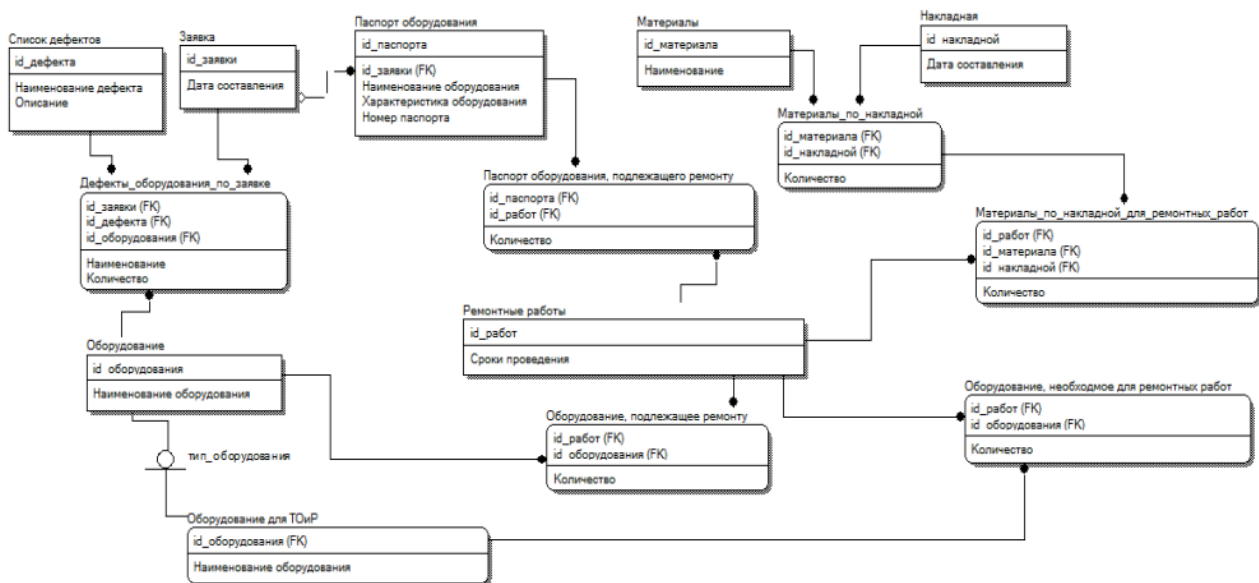 Список дефектов
id_дефекта
Наименование дефекта
Описание
Заявка
id_заявки
Дата составления
Паспорт оборудования
id_паспорта
id_заявки (FK)
Наименование оборудования
Характеристика оборудования
Номер паспорта
Материалы
id_материала
Наименование
Накладная
id_накладной
Дата составления
Материалы_по_накладной
id_материала (FK)
id_накладной (FK)
Количество
Дефекты_оборудования_по_заявке
id_заявки (FK)
id_дефекта (FK)
id_оборудования (FK)
Наименование
Количество
Паспорт оборудования, подлежащего ремонту
id_паспорта (FK)
id_работ (FK)
Количество
Материалы_по_накладной_для_ремонтных_работ
id_работ (FK)
id_материала (FK)
id_накладной (FK)
Количество
Ремонтные работы
id_работ
Сроки проведения
Оборудование
id_оборудования
Наименование оборудования
Оборудование, подлежащее ремонту
id_работ (FK)
id_оборудования (FK)
Количество
Оборудование, необходмое для ремонтных работ
id_работ (FK)
id_оборудования (FK)
Количество
тип_оборудования
Оборудование для ТОиР
id_оборудования (FK)
Наименование оборудования